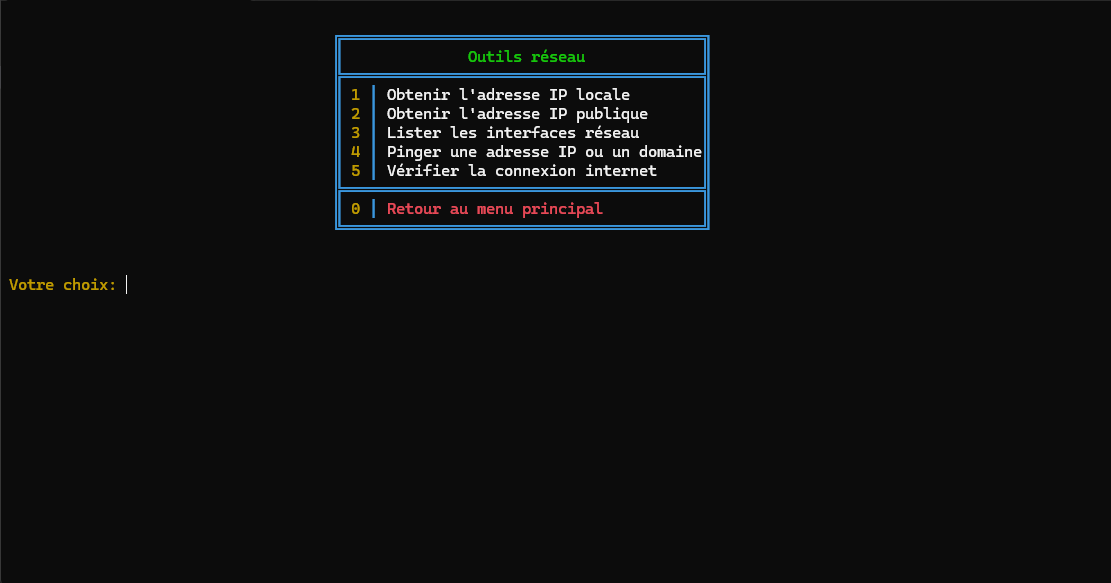 Outils réseau
1 | Obtenir l'adresse IP locale
2 | Obtenir l'adresse IP publique
3 | Lister les interfaces réseau
4 | Pinger une adresse IP ou un domaine
5 | Vérifier la connexion internet
0 | Retour au menu principal
Votre choix: